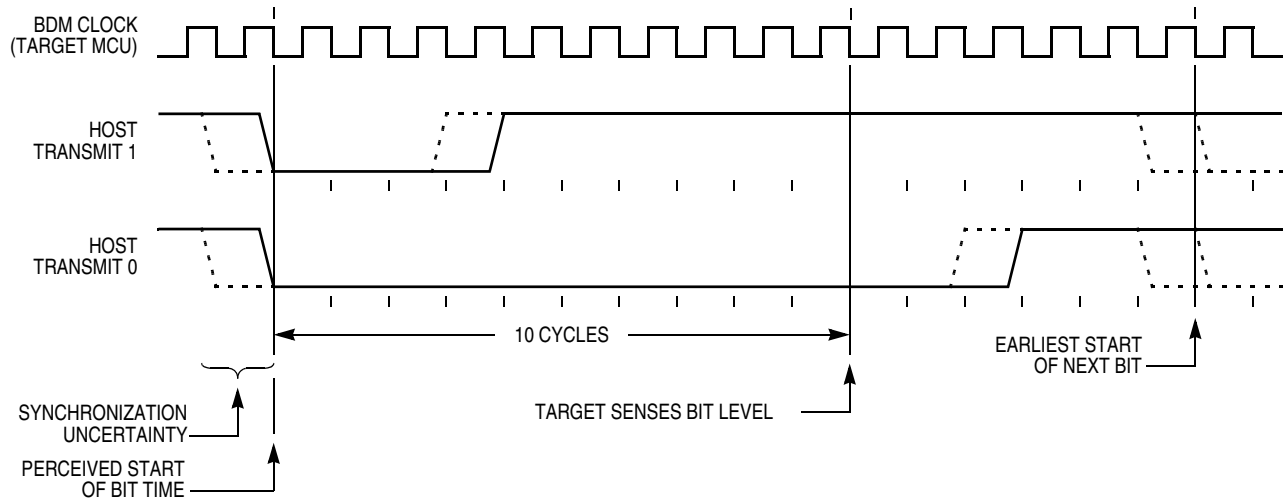 BDM CLOCK
(TARGET MCU)
HOST
TRANSMIT 1
HOST
TRANSMIT 0
10 CYCLES
EARLIEST START
OF NEXT BIT
TARGET SENSES BIT LEVEL
SYNCHRONIZATION
UNCERTAINTY
PERCEIVED START
OF BIT TIME